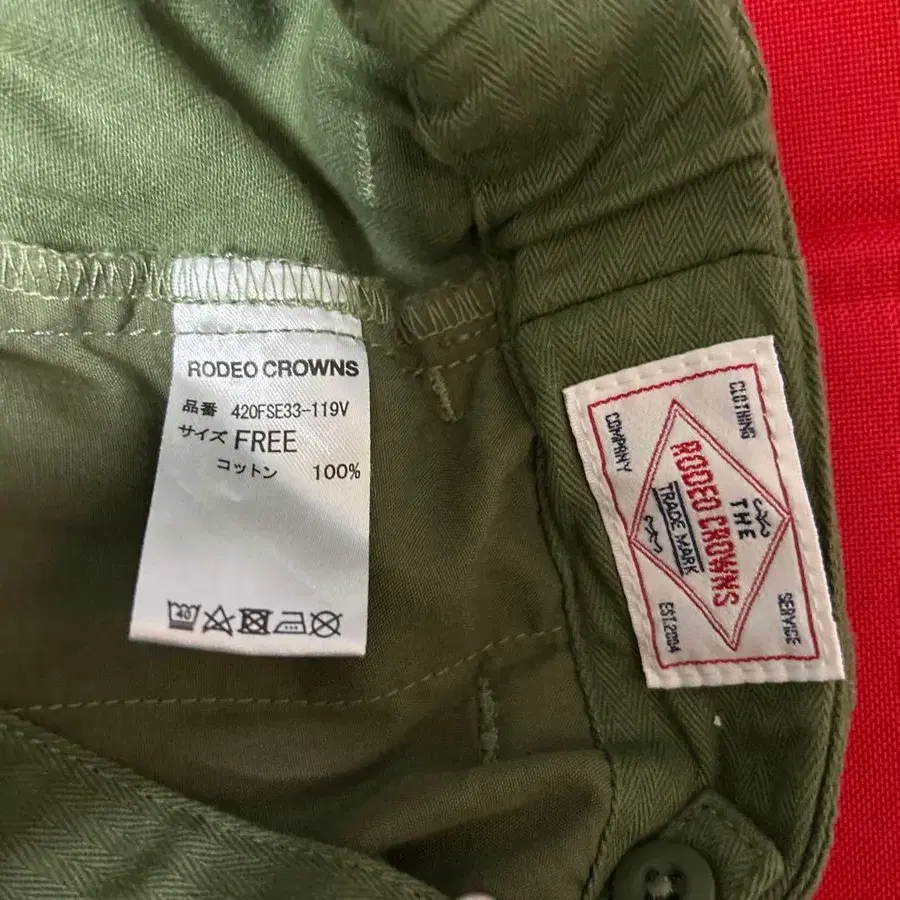 RODEO CROWNS
品番 420FSE33-119V
サイズ FREE
コットン 100%
40
CLOTHING
COMPANY
THE
RODEO CROWNS
TRADE MARK
SERVICE
EST.2004